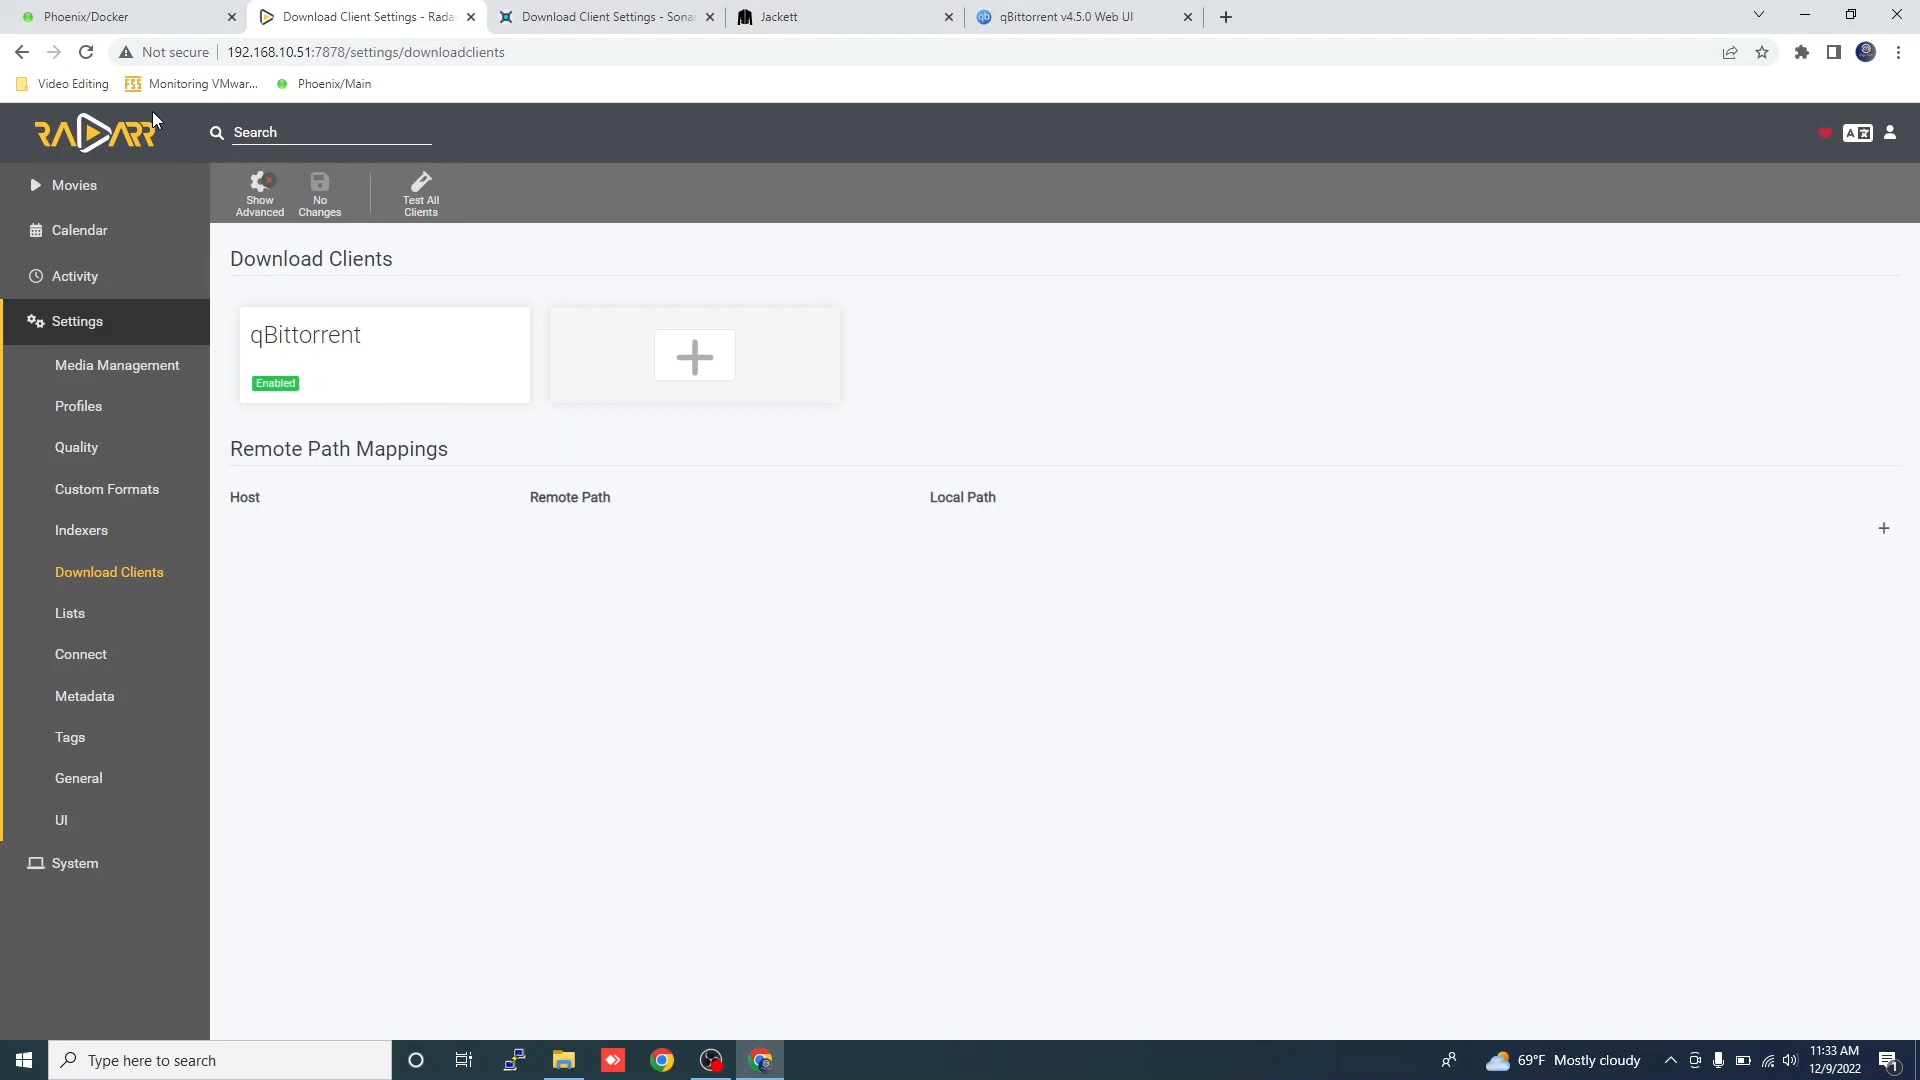 Phoenix/Docker
Download Client Settings - Rada
Download Client Settings - Sona
Jackett
qBittorrent v4.5.0 Web UI
Not secure
192.168.10.51:7878/settings/downloadclients
Video Editing
Monitoring VMwar...
Phoenix/Main
RADARR
Search
Movies
Calendar
Activity
Settings
Media Management
Profiles
Quality
Custom Formats
Indexers
Download Clients
Lists
Connect
Metadata
Tags
General
UI
System
Show
Advanced
No
Changes
Test All
Clients
Download Clients
qBittorrent
Enabled
Remote Path Mappings
Host
Remote Path
Local Path
Type here to search
69°F Mostly cloudy
11:33 AM
12/9/2022
1